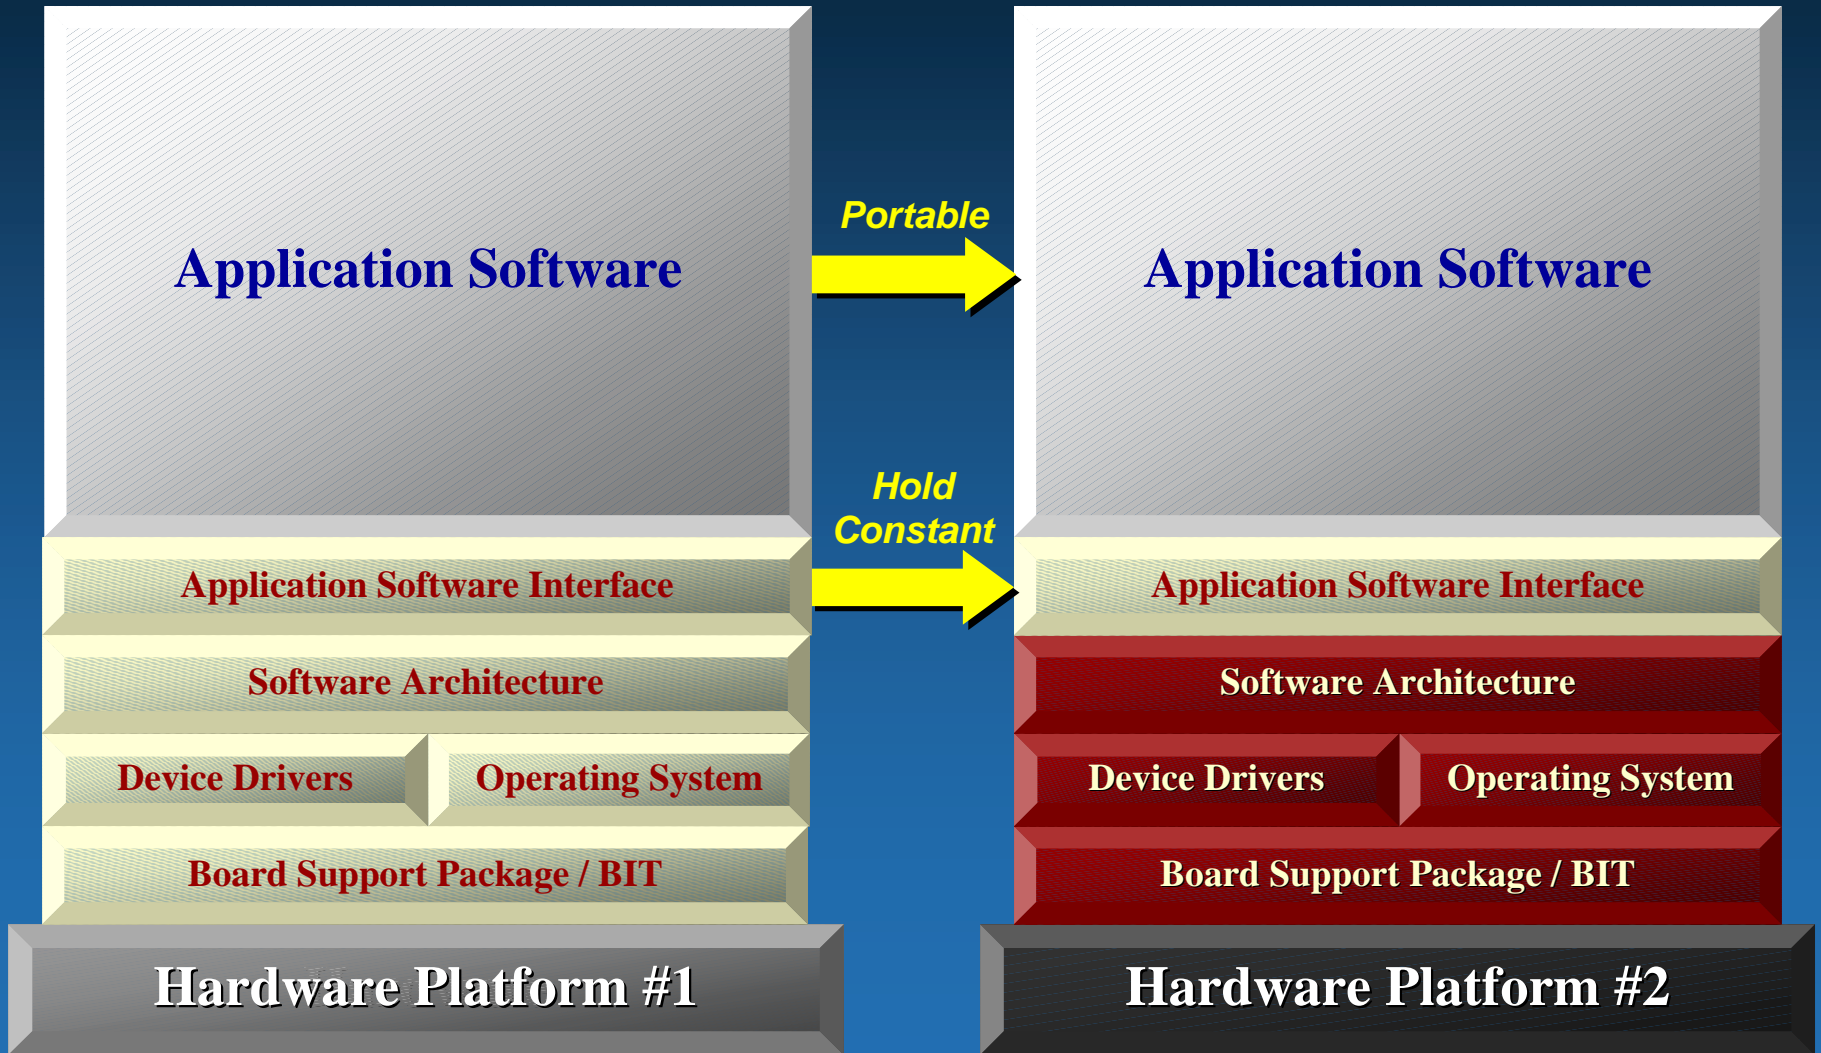 Application Software
Application Software Interface
Software Architecture
Device Drivers
Operating System
Board Support Package / BIT
Hardware Platform #1
Portable
Hold
Constant
Application Software
Application Software Interface
Software Architecture
Device Drivers
Operating System
Board Support Package / BIT
Hardware Platform #2